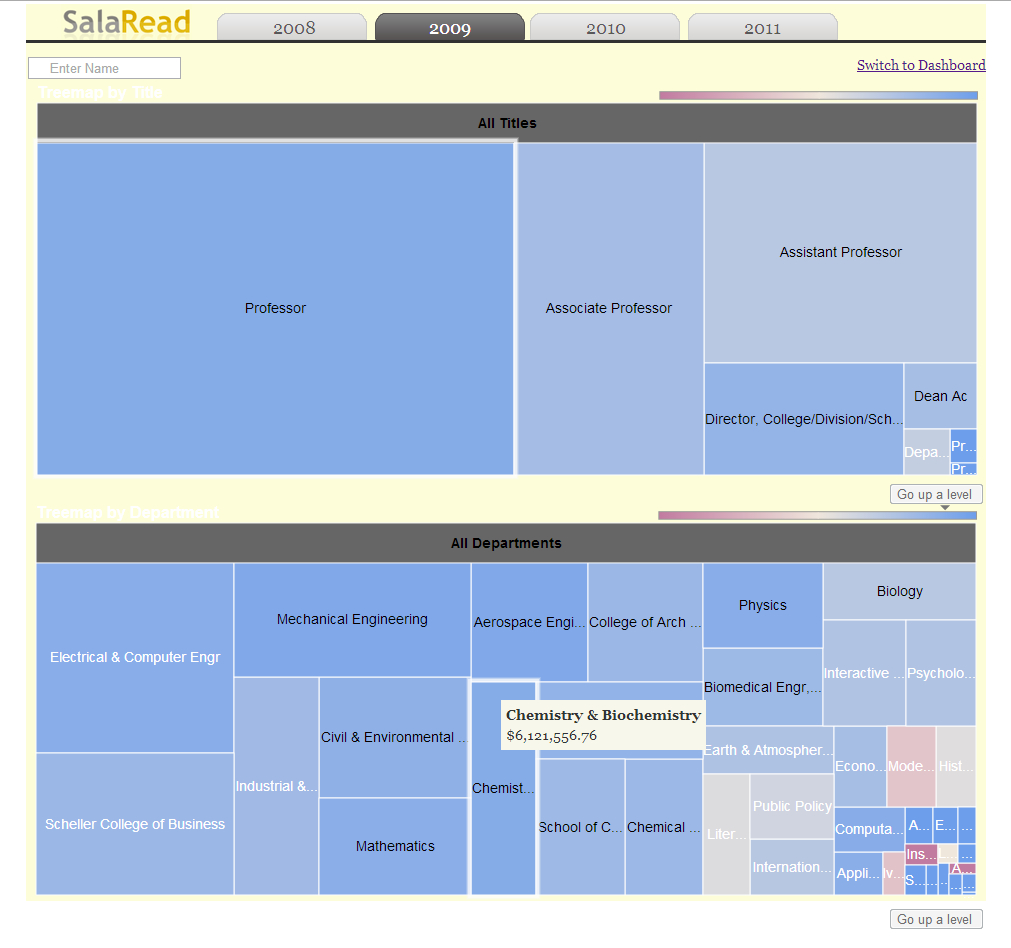 SalaRead
2008
2009
2010
2011
Enter Name
Switch to Dashboard
Treemap by Title
All Titles
Professor
Associate Professor
Assistant Professor
Director, College/Division/Sch...
Dean Ac
Depa...
Pr...
Pr...
Go up a level
Treemap by Department
All Departments
Electrical & Computer Engr
Mechanical Engineering
Aerospace Engi...
College of Arch ...
Physics
Biology
Interactive ...
Psycholo...
Biomedical Engr,...
Industrial &...
Civil & Environmental ...
Chemistry & Biochemistry
$6,121,556.76
Earth & Atmospher...
Econo...
Mode...
Hist...
Chemist...
Scheller College of Business
Mathematics
School of C...
Chemical ...
Liter...
Public Policy
Internation...
Computa...
A...
E...
...
Ins...
...
Appli...
Iv...
S...
A...
...
...
Go up a level